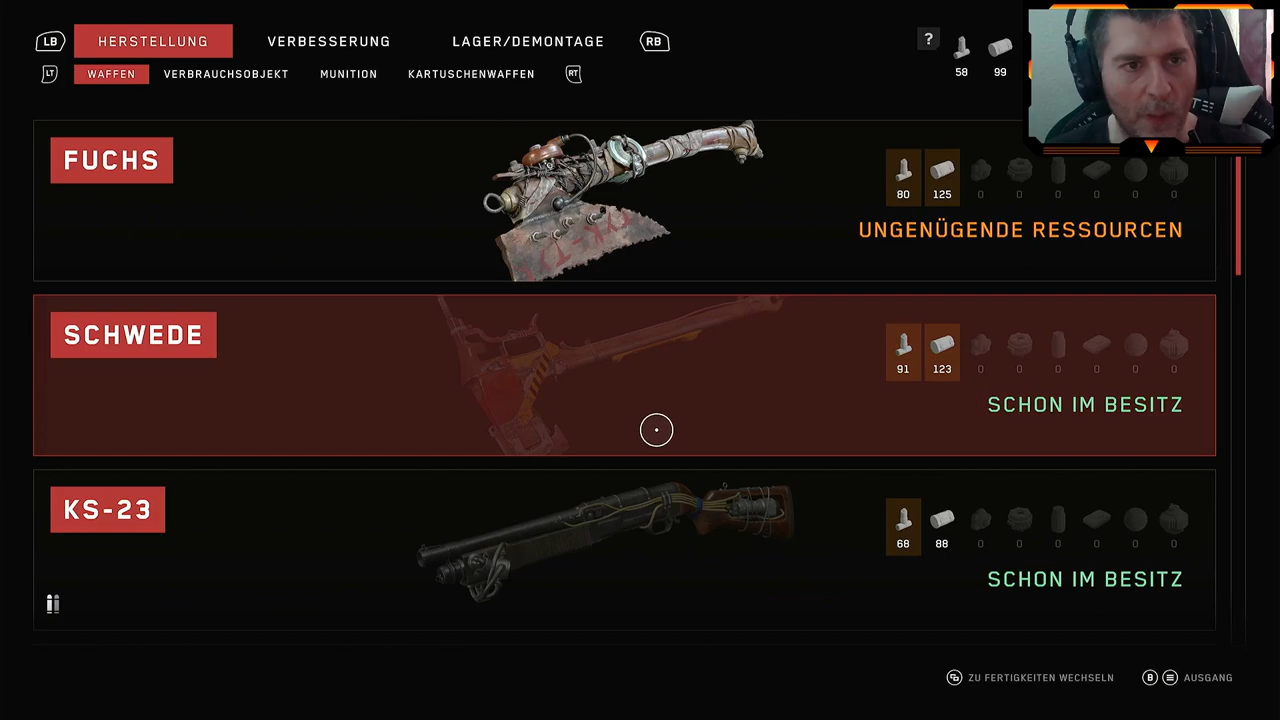 LB HERSTELLUNG VERBESSERUNG LAGER/DEMONTAGE RB ?
LT WAFFEN VERBRAUCHSOBJEKT MUNITION KARTUSCHENWAFFEN RT
58 99
FUCHS
80 125 0 0 0 0 0 0
UNGENÜGENDE RESSOURCEN
SCHWEDE
91 123 0 0 0 0 0 0
SCHON IM BESITZ
KS-23
68 88 0 0 0 0 0 0
SCHON IM BESITZ
ZU FERTIGKEITEN WECHSELN B AUSGANG